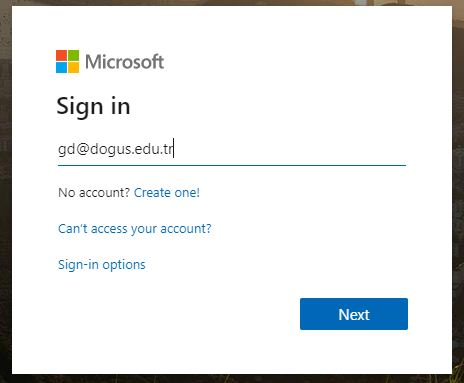 Microsoft
Sign in
gd@dogus.edu.tr
No account? Create one!
Can't access your account?
Sign-in options
Next